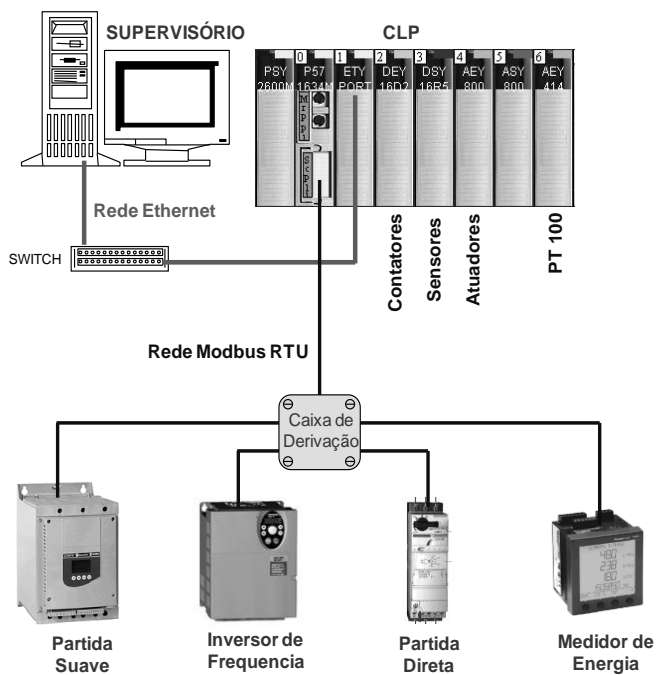 SUPERVISÓRIO
CLP
PSY
2600M
0
P57
163AM
1
ETY
PORT
2
DEY
16D2
3
DSY
16R5
4
AEY
800
5
ASY
800
6
AEY
414
Rede Ethernet
SWITCH
Contatores
Sensores
Atuadores
PT 100
Rede Modbus RTU
Caixa de
Derivação
Partida
Suave
Inversor de
Frequencia
Partida
Direta
Medidor de
Energia